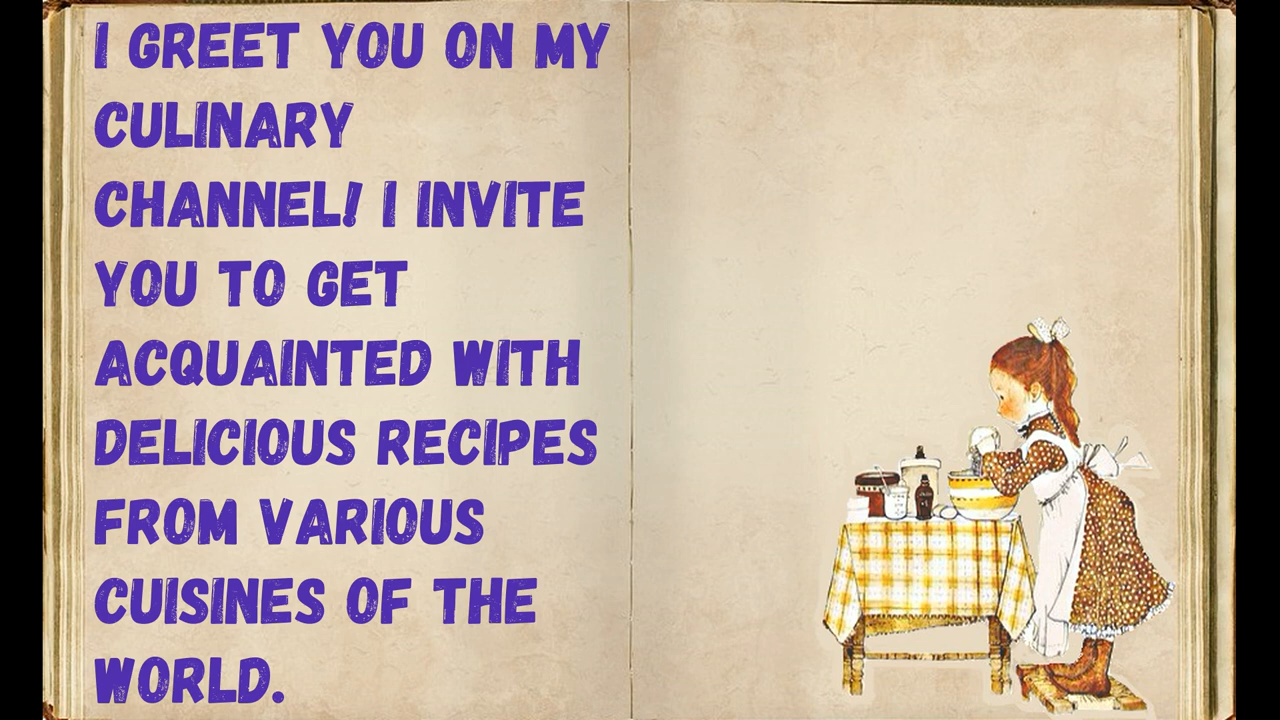 I GREET YOU ON MY
CULINARY
CHANNEL! I INVITE
YOU TO GET
ACQUAINTED WITH
DELICIOUS RECIPES
FROM VARIOUS
CUISINES OF THE
WORLD.